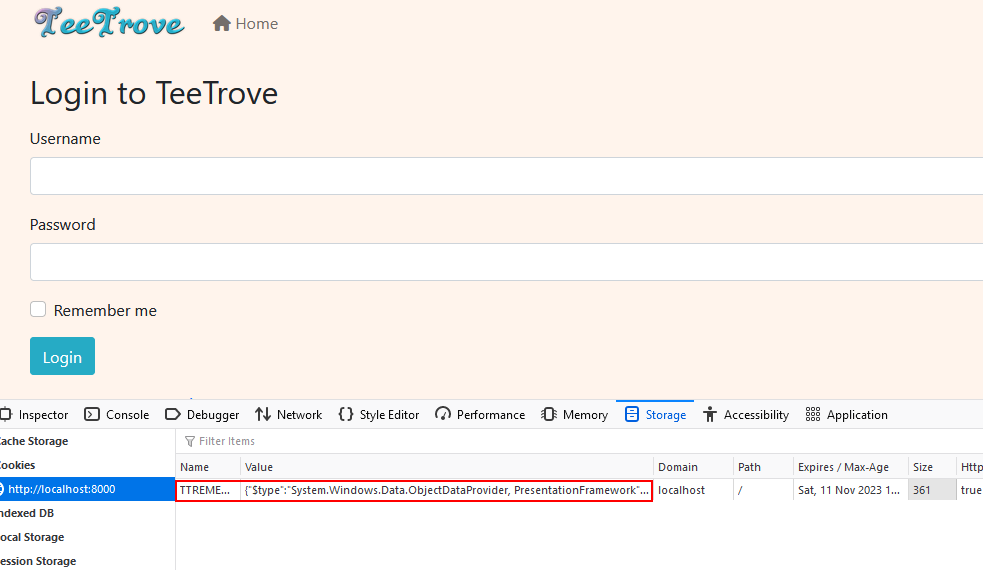 TeeTrove Home
Login to TeeTrove
Username
Password
Remember me
Login
Inspector Console Debugger Network Style Editor Performance Memory Storage Accessibility Application
ache Storage
Filter Items
ookies
Name Value Domain Path Expires / Max-Age Size Http
http://localhost:8000
TTREME... {"$type":"System.Windows.Data.ObjectDataProvider, PresentationFramework"... localhost / Sat, 11 Nov 2023 1... 361 true
ndexed DB
ocal Storage
ession Storage